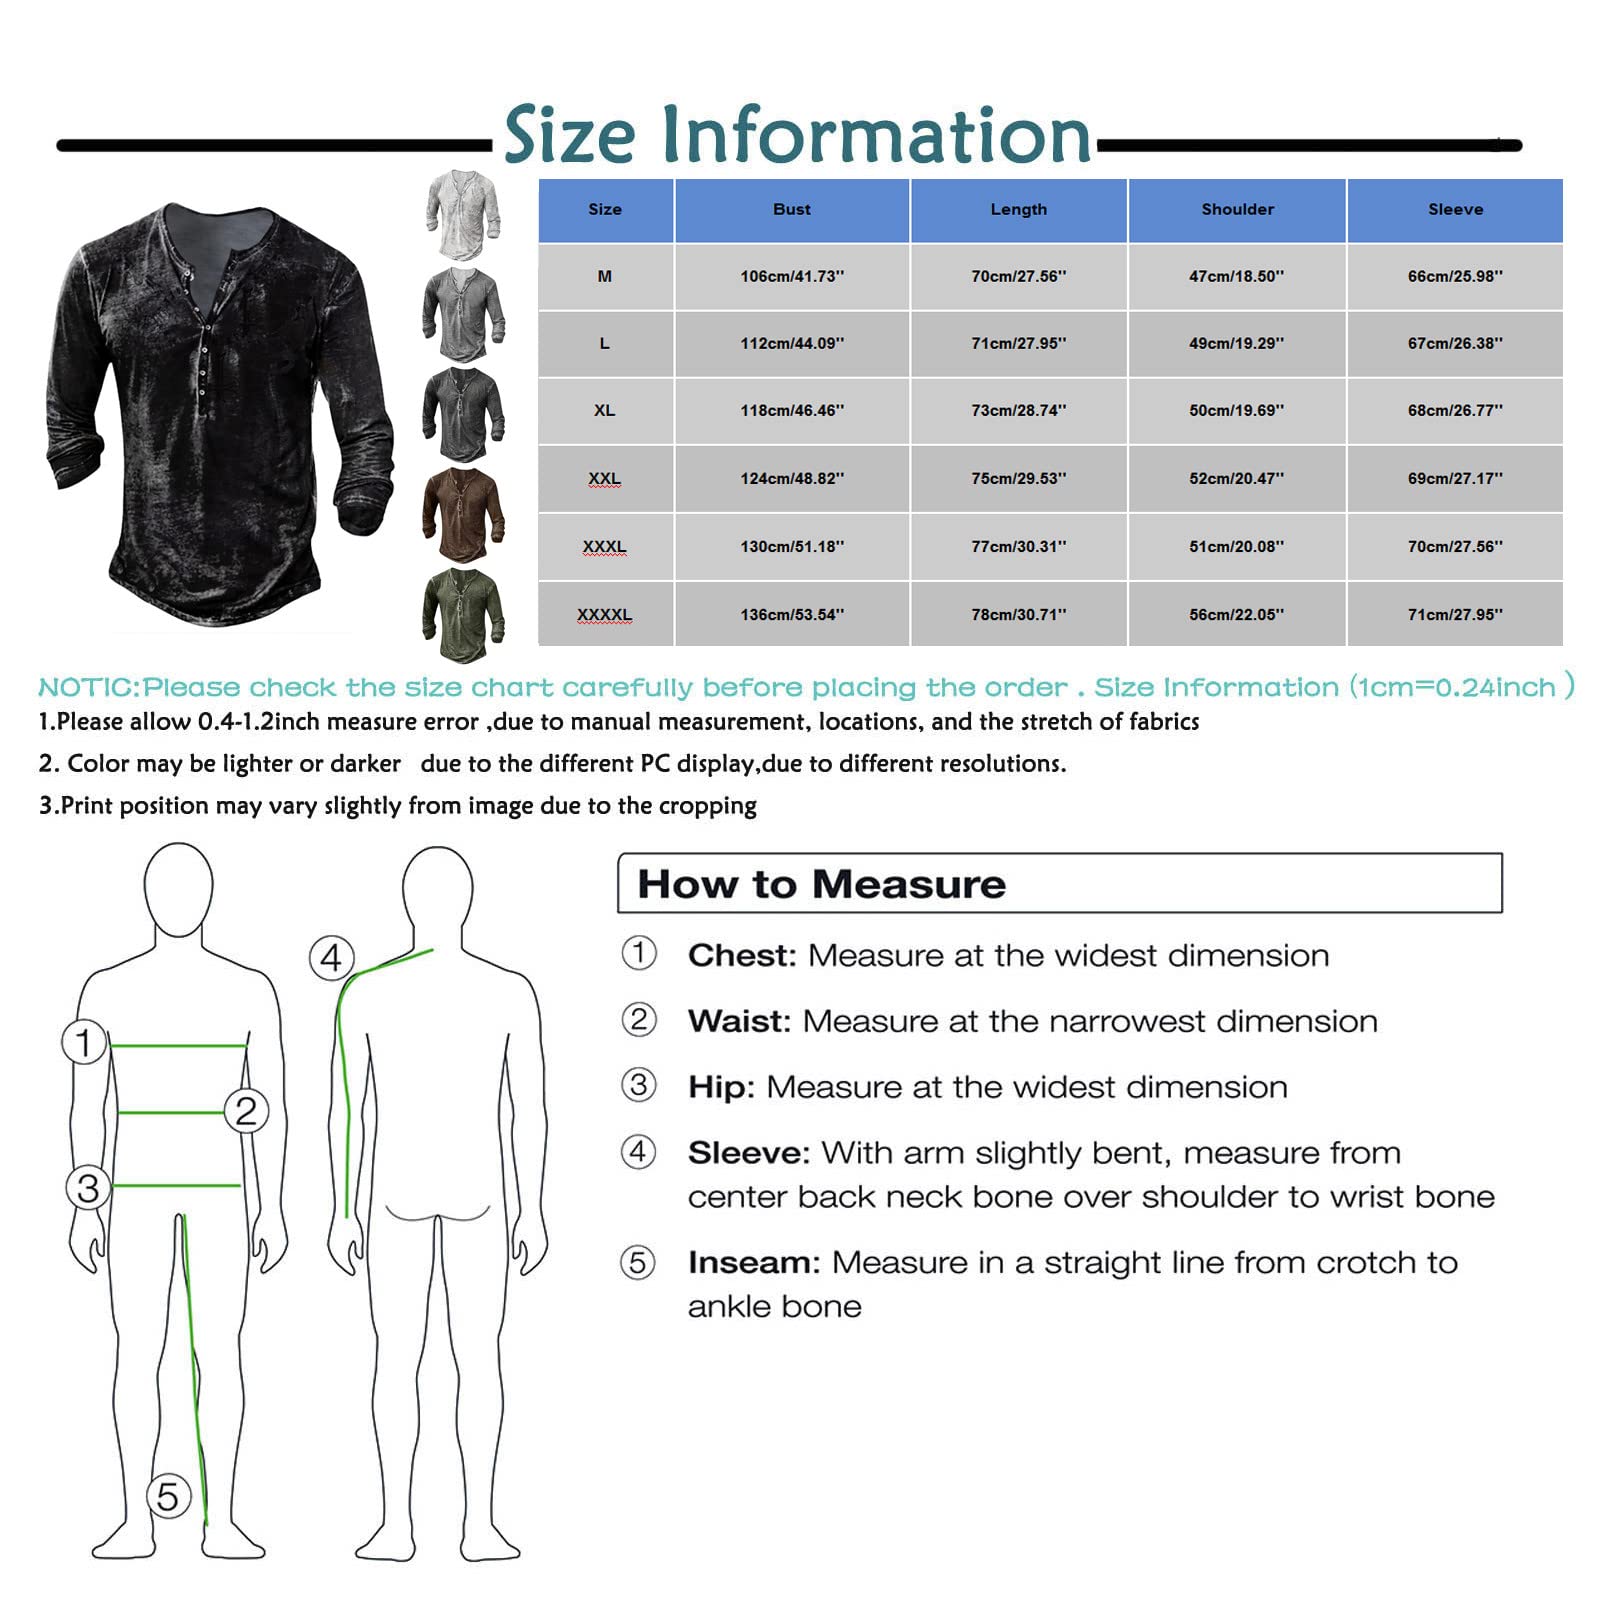 Size Information
Size Bust Length Shoulder Sleeve
M 106cm/41.73'' 70cm/27.56'' 47cm/18.50'' 66cm/25.98''
L 112cm/44.09'' 71cm/27.95'' 49cm/19.29'' 67cm/26.38''
XL 118cm/46.46'' 73cm/28.74'' 50cm/19.69'' 68cm/26.77''
XXL 124cm/48.82'' 75cm/29.53'' 52cm/20.47'' 69cm/27.17''
XXXL 130cm/51.18'' 77cm/30.31'' 51cm/20.08'' 70cm/27.56''
XXXXL 136cm/53.54'' 78cm/30.71'' 56cm/22.05'' 71cm/27.95''
NOTIC:Please check the size chart carefully before placing the order . Size Information (1cm=0.24inch )
1.Please allow 0.4-1.2inch measure error ,due to manual measurement, locations, and the stretch of fabrics
2. Color may be lighter or darker due to the different PC display,due to different resolutions.
3.Print position may vary slightly from image due to the cropping
1
2
3
4
5
How to Measure
1 Chest: Measure at the widest dimension
2 Waist: Measure at the narrowest dimension
3 Hip: Measure at the widest dimension
4 Sleeve: With arm slightly bent, measure from
center back neck bone over shoulder to wrist bone
5 Inseam: Measure in a straight line from crotch to
ankle bone